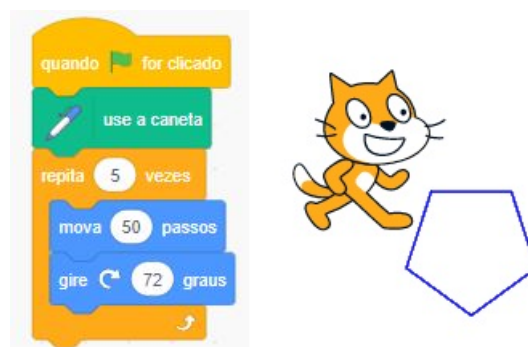 quando for clicado
use a caneta
repita 5 vezes
mova 50 passos
gire 72 graus